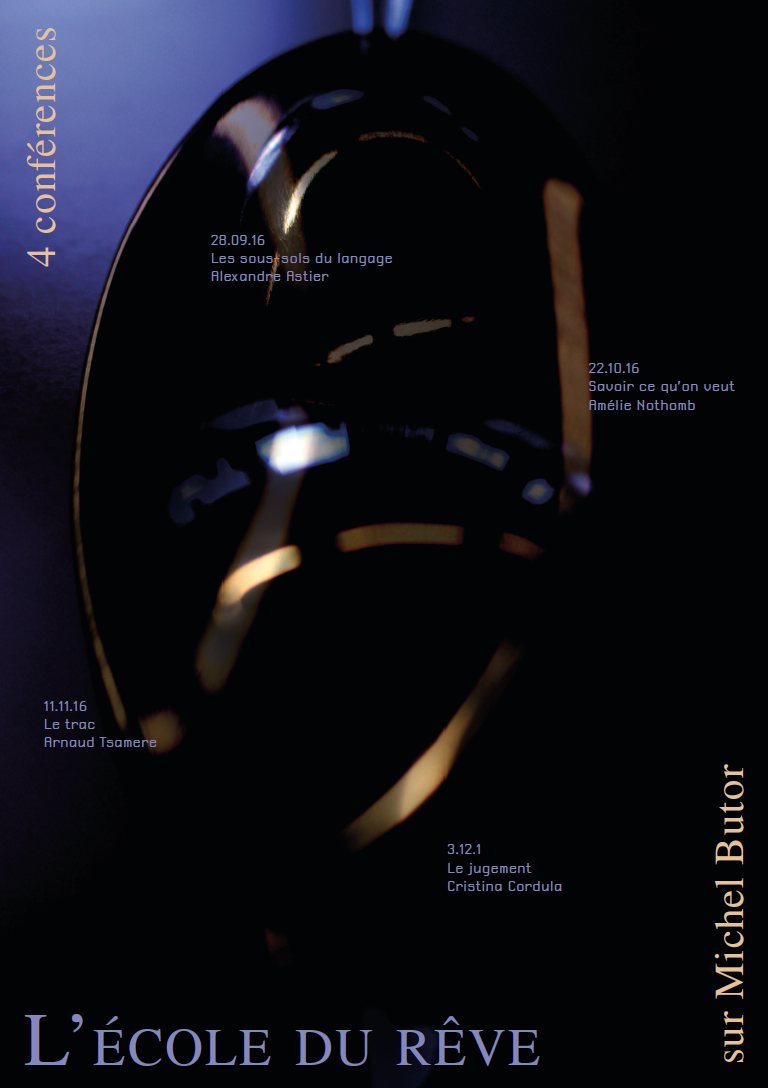 4 conférences
28.09.16
Les sous-sols du langage
Alexandre Astier
22.10.16
Savoir ce qu'on veut
Amélie Nothomb
11.11.16
Le trac
Arnaud Tsamere
3.12.1
Le jugement
Cristina Cordula
sur Michel Butor
L'école du rêve